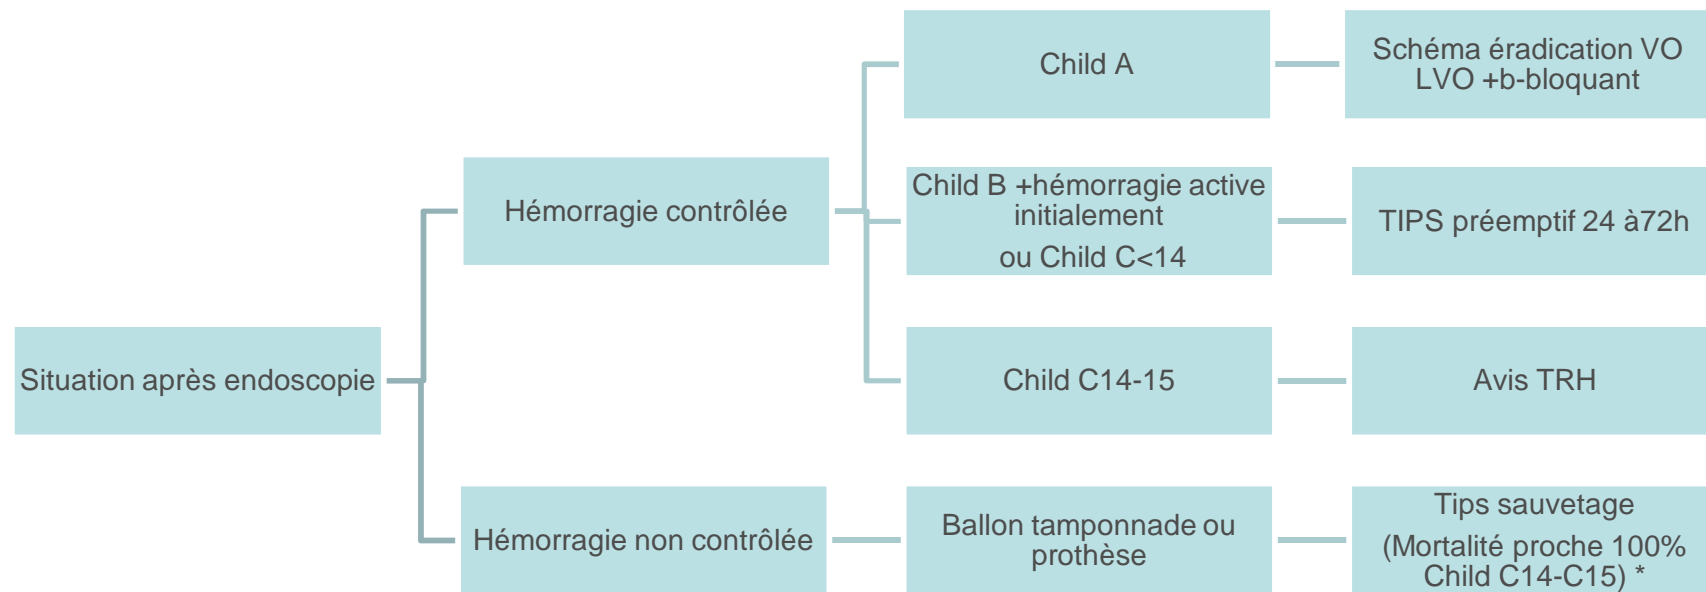 Situation après endoscopie
Hémorragie contrôlée
Child A
Schéma éradication VO
LVO +b-bloquant
Child B +hémorragie active
initialement
ou Child C<14
TIPS préemptif 24 à72h
Child C14-15
Avis TRH
Hémorragie non contrôlée
Ballon tamponnade ou
prothèse
Tips sauvetage
(Mortalité proche 100%
Child C14-C15) *